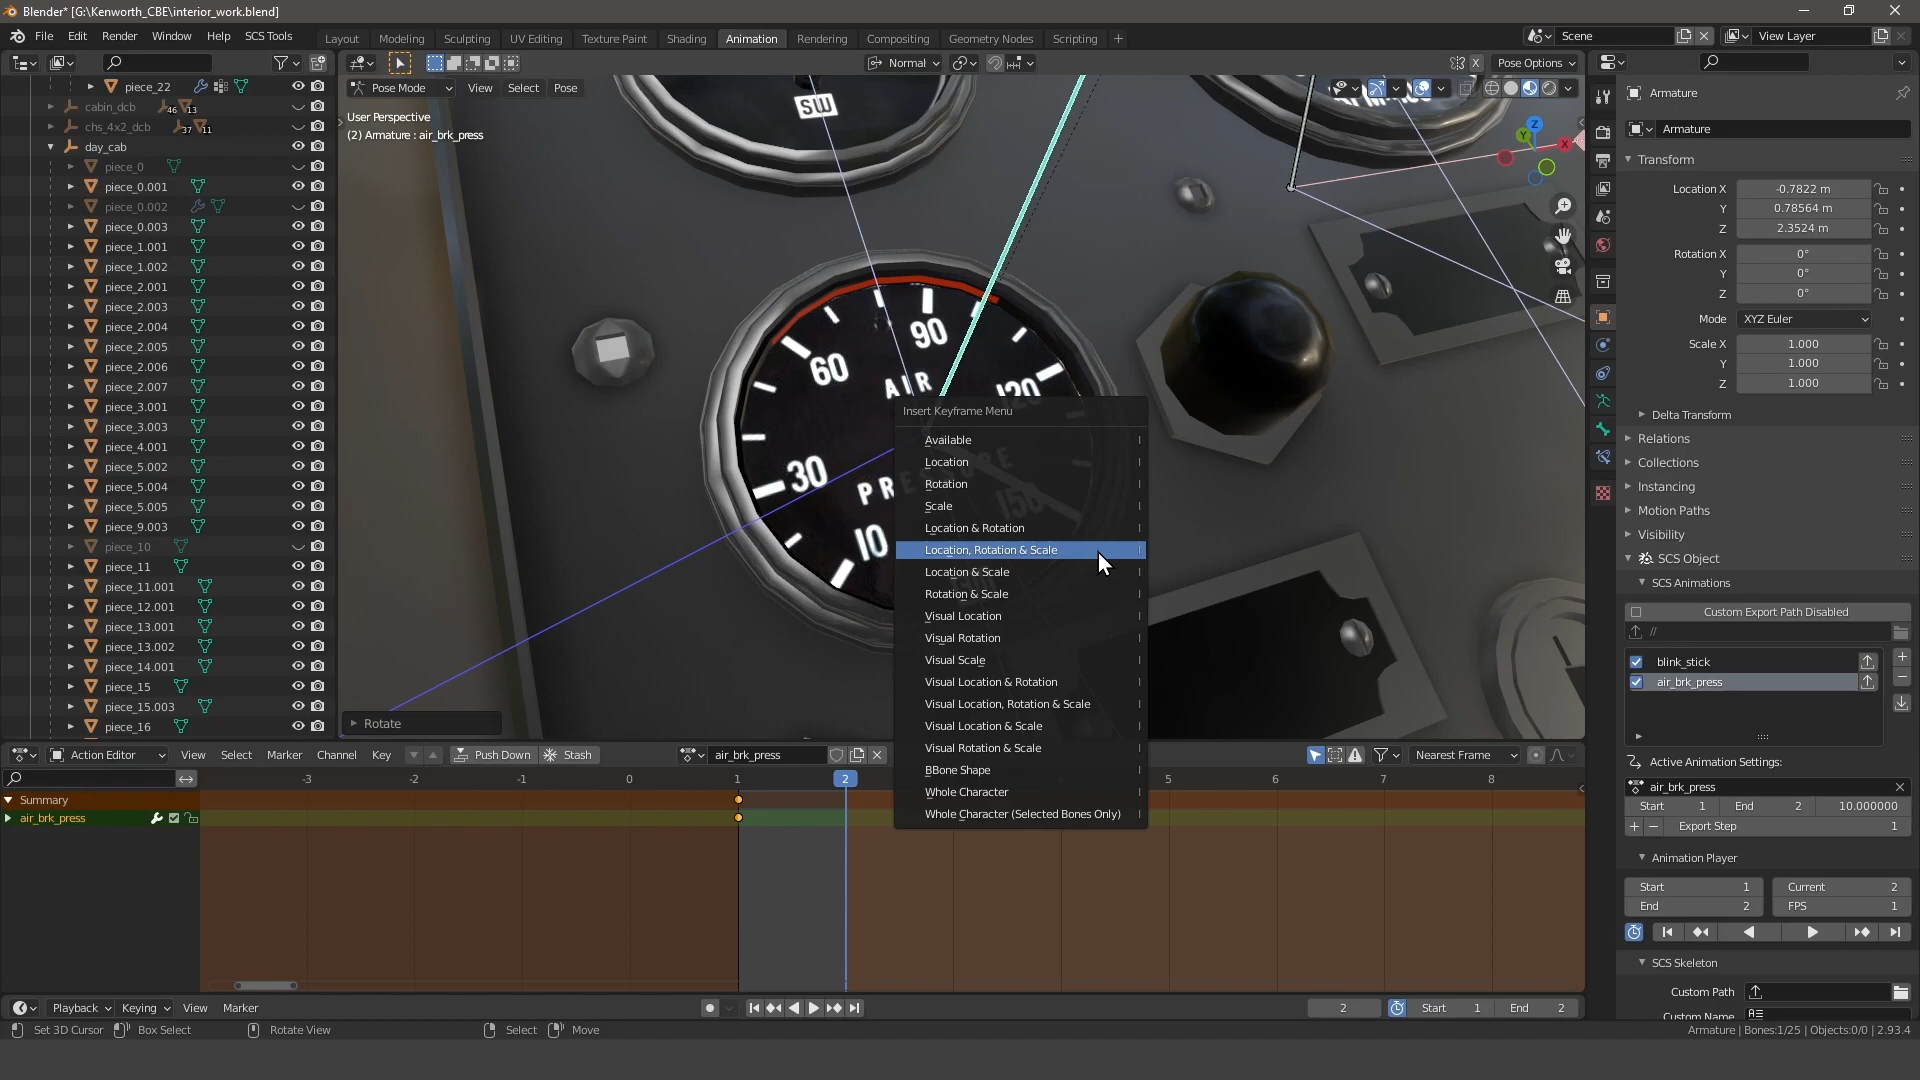 Blender* [G:\Kenworth_CBE\interior_work.blend]
File Edit Render Window Help SCS Tools
Layout Modeling Sculpting UV Editing Texture Paint Shading Animation Rendering Compositing Geometry Nodes Scripting +
Scene
View Layer
Normal
X
Pose Options
Pose Mode View Select Pose
User Perspective
(2) Armature : air_brk_press
piece_22
cabin_dcb 46 13
chs_4x2_dcb 37 11
day_cab
piece_0
piece_0.001
piece_0.002
piece_0.003
piece_1.001
piece_1.002
piece_2.001
piece_2.003
piece_2.004
piece_2.005
piece_2.006
piece_2.007
piece_3.001
piece_3.003
piece_4.001
piece_5.002
piece_5.004
piece_5.005
piece_9.003
piece_10
piece_11
piece_11.001
piece_12.001
piece_13.001
piece_13.002
piece_14.001
piece_15
piece_15.003
piece_16
SW
Z
Y
X
90
60
AIR
120
30
10
150
Rotate
Insert Keyframe Menu
Available I
Location I
Rotation I
Scale I
Location & Rotation I
Location, Rotation & Scale I
Location & Scale I
Rotation & Scale I
Visual Location I
Visual Rotation I
Visual Scale I
Visual Location & Rotation I
Visual Location, Rotation & Scale I
Visual Location & Scale I
Visual Rotation & Scale I
BBone Shape I
Whole Character I
Whole Character (Selected Bones Only) I
Armature
Armature
Transform
Location X -0.7822 m
Y 0.78564 m
Z 2.3524 m
Rotation X 0°
Y 0°
Z 0°
Mode XYZ Euler
Scale X 1.000
Y 1.000
Z 1.000
Delta Transform
Relations
Collections
Instancing
Motion Paths
Visibility
SCS Object
SCS Animations
Custom Export Path Disabled
//
blink_stick
air_brk_press
Active Animation Settings:
air_brk_press
Start 1 End 2 10.000000
+ − Export Step 1
Animation Player
Start 1 Current 2
End 2 FPS 1
SCS Skeleton
Custom Path
Custom Name
Action Editor View Select Marker Channel Key Push Down Stash air_brk_press Nearest Frame
-3 -2 -1 0 1 2 5 6 7 8
Summary
air_brk_press
Playback Keying View Marker
2 Start 1 End 2
Set 3D Cursor Box Select Rotate View Select Move
Armature | Bones:1/25 | Objects:0/0 | 2.93.4